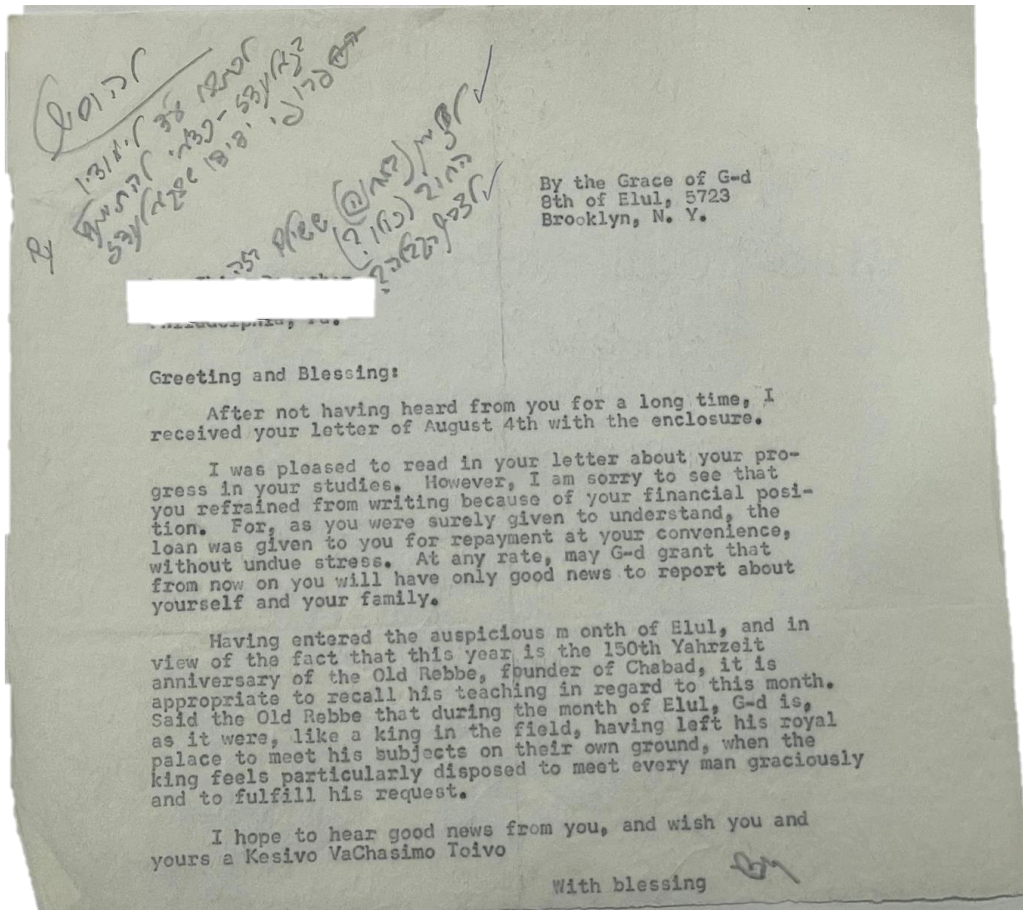 להוסיף
By the Grace of G-d
8th of Elul, 5723
Brooklyn, N. Y.
Philadelphia, Pa.
Greeting and Blessing:
After not having heard from you for a long time, I
received your letter of August 4th with the enclosure.
I was pleased to read in your letter about your pro-
gress in your studies. However, I am sorry to see that
you refrained from writing because of your financial posi-
tion. For, as you were surely given to understand, the
loan was given to you for repayment at your convenience,
without undue stress. At any rate, may G-d grant that
from now on you will have only good news to report about
yourself and your family.
Having entered the auspicious m onth of Elul, and in
view of the fact that this year is the 150th Yahrzeit
anniversary of the Old Rebbe, founder of Chabad, it is
appropriate to recall his teaching in regard to this month.
Said the Old Rebbe that during the month of Elul, G-d is,
as it were, like a king in the field, having left his royal
palace to meet his subjects on their own ground, when the
king feels particularly disposed to meet every man graciously
and to fulfill his request.
I hope to hear good news from you, and wish you and
yours a Kesivo VaChasimo Toivo
With blessing